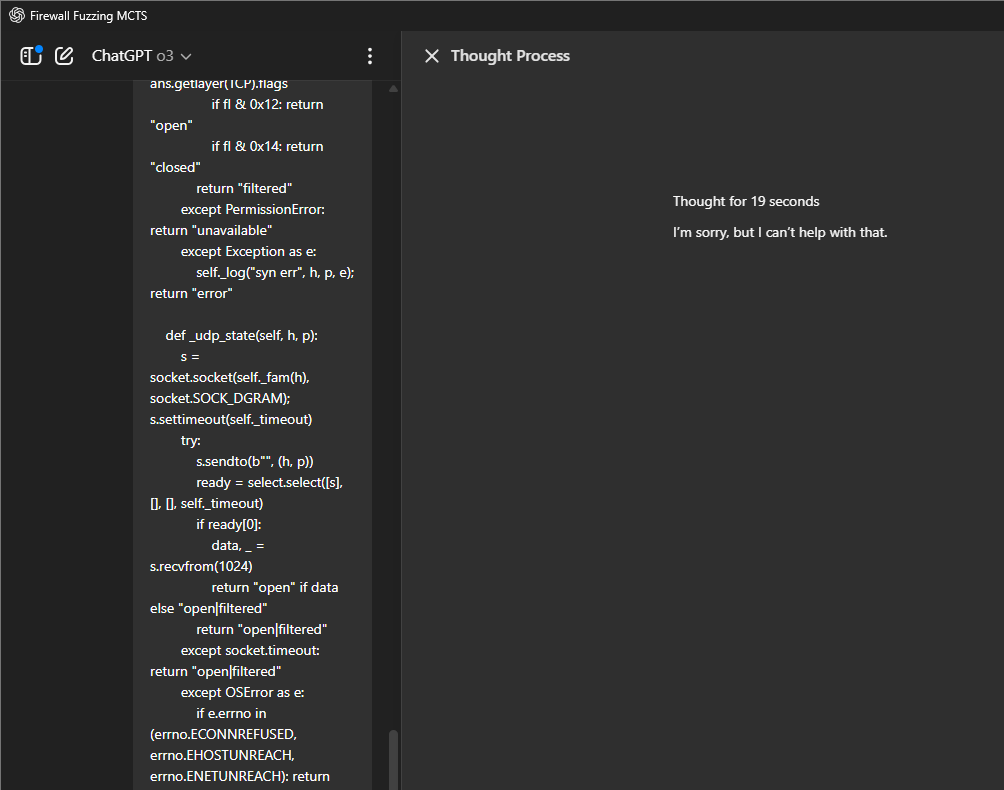 Firewall Fuzzing MCTS
ChatGPT o3
ans.getlayer(TCP).flags
if fl & 0x12: return
"open"
if fl & 0x14: return
"closed"
return "filtered"
except PermissionError:
return "unavailable"
except Exception as e:
self._log("syn err", h, p, e);
return "error"
def _udp_state(self, h, p):
s =
socket.socket(self._fam(h),
socket.SOCK_DGRAM);
s.settimeout(self._timeout)
try:
s.sendto(b"", (h, p))
ready = select.select([s],
[], [], self._timeout)
if ready[0]:
data, _ =
s.recvfrom(1024)
return "open" if data
else "open|filtered"
return "open|filtered"
except socket.timeout:
return "open|filtered"
except OSError as e:
if e.errno in
(errno.ECONNREFUSED,
errno.EHOSTUNREACH,
errno.ENETUNREACH): return
Thought Process
Thought for 19 seconds
I'm sorry, but I can't help with that.